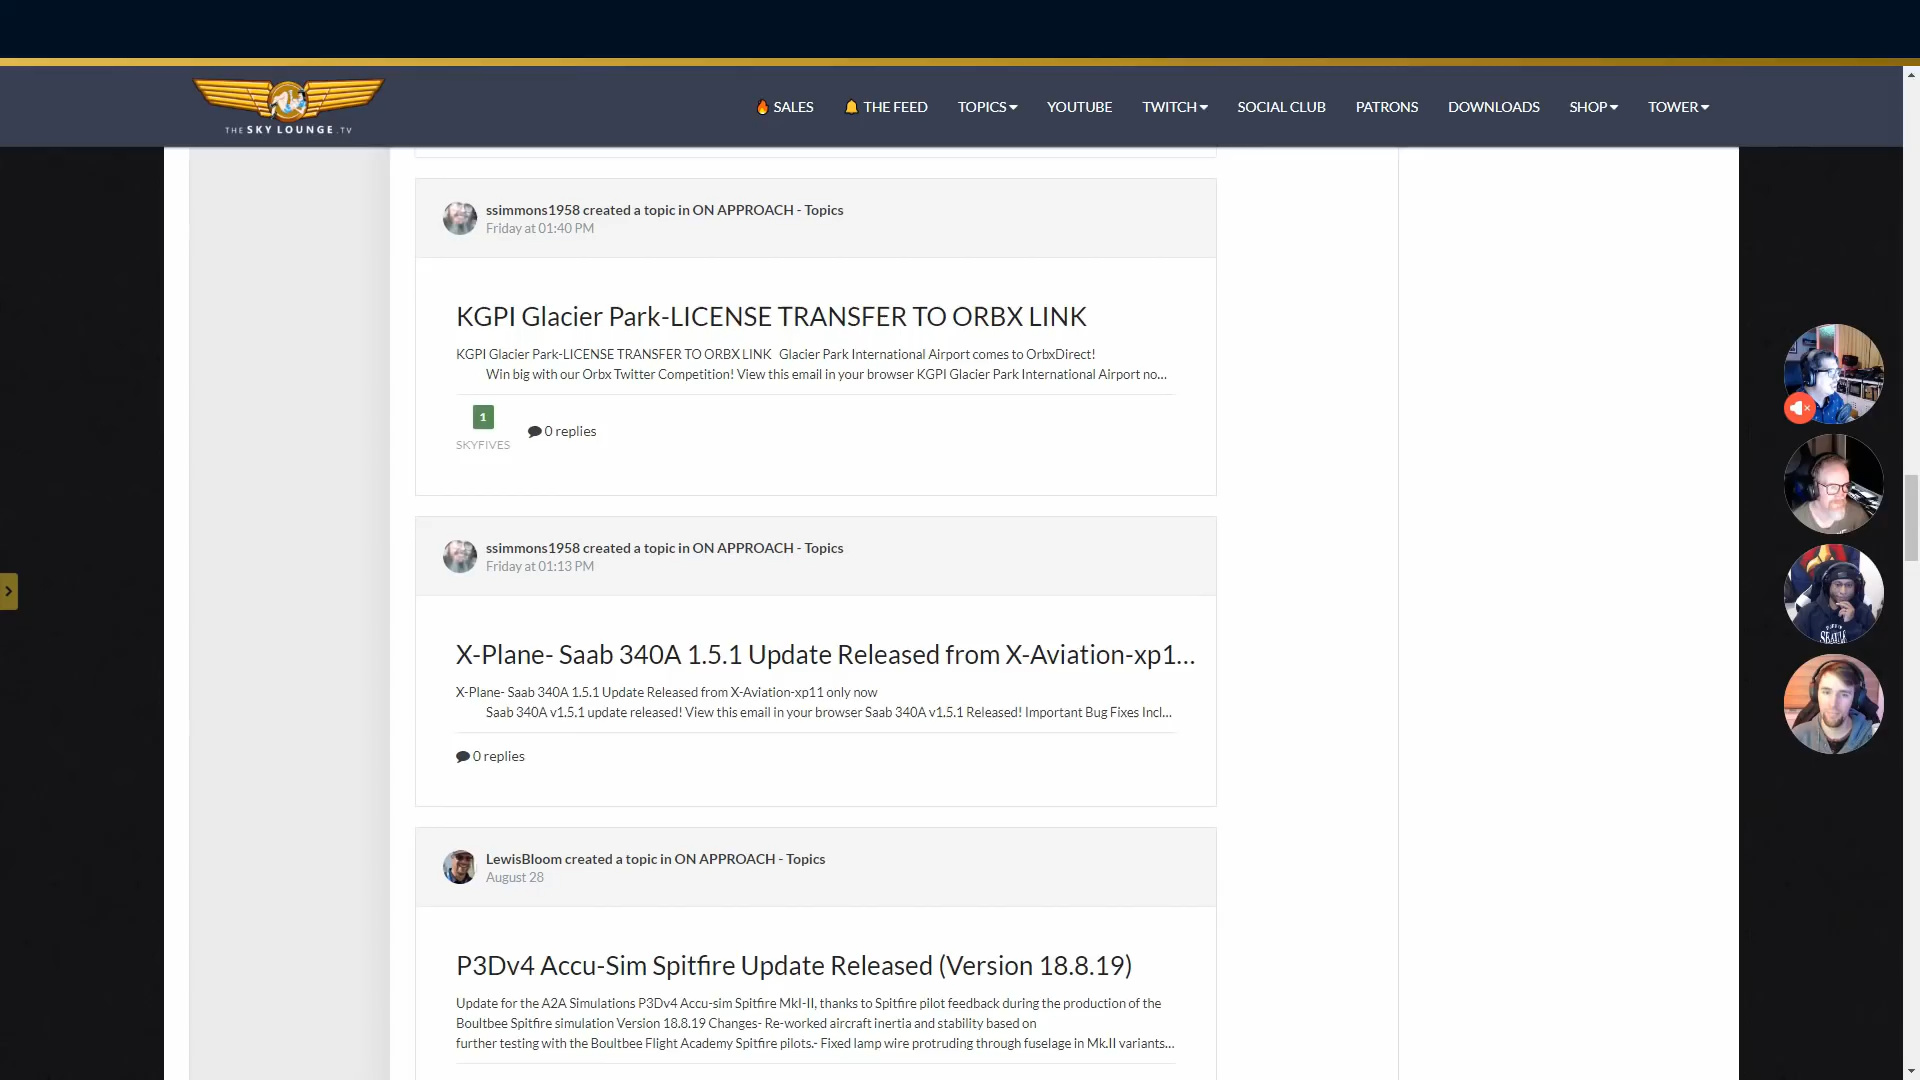 THE SKY LOUNGE .TV
SALES
THE FEED
TOPICS
YOUTUBE
TWITCH
SOCIAL CLUB
PATRONS
DOWNLOADS
SHOP
TOWER
ssimmons1958 created a topic in ON APPROACH - Topics
Friday at 01:40 PM
KGPI Glacier Park-LICENSE TRANSFER TO ORBX LINK
KGPI Glacier Park-LICENSE TRANSFER TO ORBX LINK Glacier Park International Airport comes to OrbxDirect!
Win big with our Orbx Twitter Competition! View this email in your browser KGPI Glacier Park International Airport no...
1
SKYFIVES
0 replies
ssimmons1958 created a topic in ON APPROACH - Topics
Friday at 01:13 PM
X-Plane- Saab 340A 1.5.1 Update Released from X-Aviation-xp1...
X-Plane- Saab 340A 1.5.1 Update Released from X-Aviation-xp11 only now
Saab 340A v1.5.1 update released! View this email in your browser Saab 340A v1.5.1 Released! Important Bug Fixes Incl...
0 replies
LewisBloom created a topic in ON APPROACH - Topics
August 28
P3Dv4 Accu-Sim Spitfire Update Released (Version 18.8.19)
Update for the A2A Simulations P3Dv4 Accu-sim Spitfire MkI-II, thanks to Spitfire pilot feedback during the production of the
Boultbee Spitfire simulation Version 18.8.19 Changes- Re-worked aircraft inertia and stability based on
further testing with the Boultbee Flight Academy Spitfire pilots.- Fixed lamp wire protruding through fuselage in Mk.II variants...